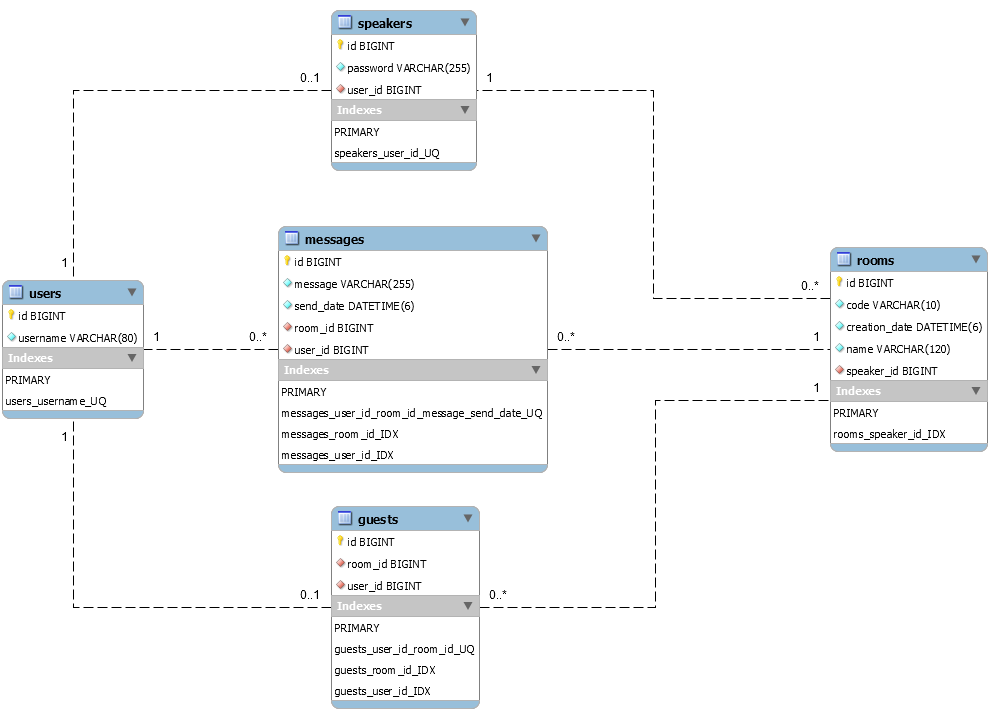 speakers
id BIGINT
password VARCHAR(255)
user_id BIGINT
Indexes
PRIMARY
speakers_user_id_UQ
0..1
1
1
0..*
messages
id BIGINT
message VARCHAR(255)
send_date DATETIME(6)
room_id BIGINT
user_id BIGINT
Indexes
PRIMARY
messages_user_id_room_id_message_send_date_UQ
messages_room_id_IDX
messages_user_id_IDX
users
id BIGINT
username VARCHAR(80)
Indexes
PRIMARY
users_username_UQ
1
0..*
0..*
1
1
1
rooms
id BIGINT
code VARCHAR(10)
creation_date DATETIME(6)
name VARCHAR(120)
speaker_id BIGINT
Indexes
PRIMARY
rooms_speaker_id_IDX
guests
id BIGINT
room_id BIGINT
user_id BIGINT
Indexes
PRIMARY
guests_user_id_room_id_UQ
guests_room_id_IDX
guests_user_id_IDX
0..1
0..*